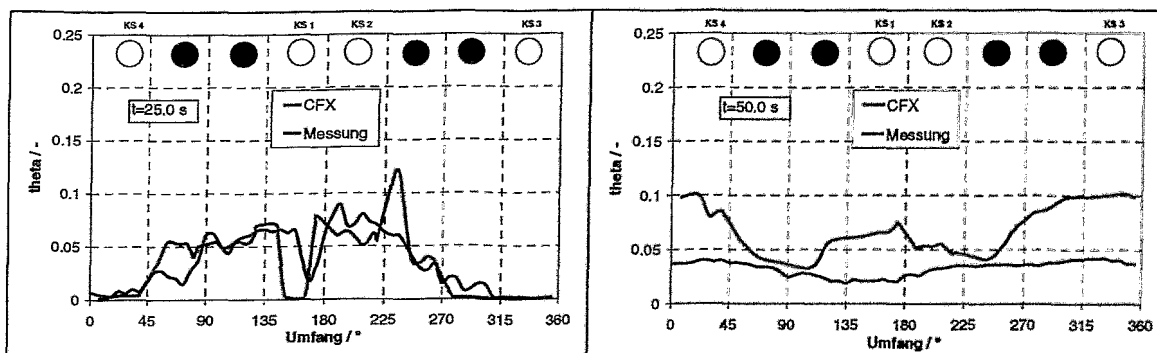 KS 4 KS 1 KS 2 KS 3
0.25
0.2
0.15
0.1
0.05
0
theta / -
t=25.0 s
CFX
Messung
0 45 90 135 180 225 270 315 360
Umfang / °
KS 4 KS 1 KS 2 KS 3
0.25
0.2
0.15
0.1
0.05
0
theta / -
t=50.0 s
CFX
Messung
0 45 90 135 180 225 270 315 360
Umfang / °